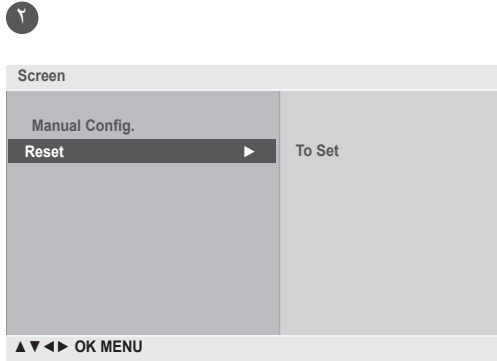 ٢
Screen
Manual Config.
Reset ► To Set
▲▼◄► OK MENU